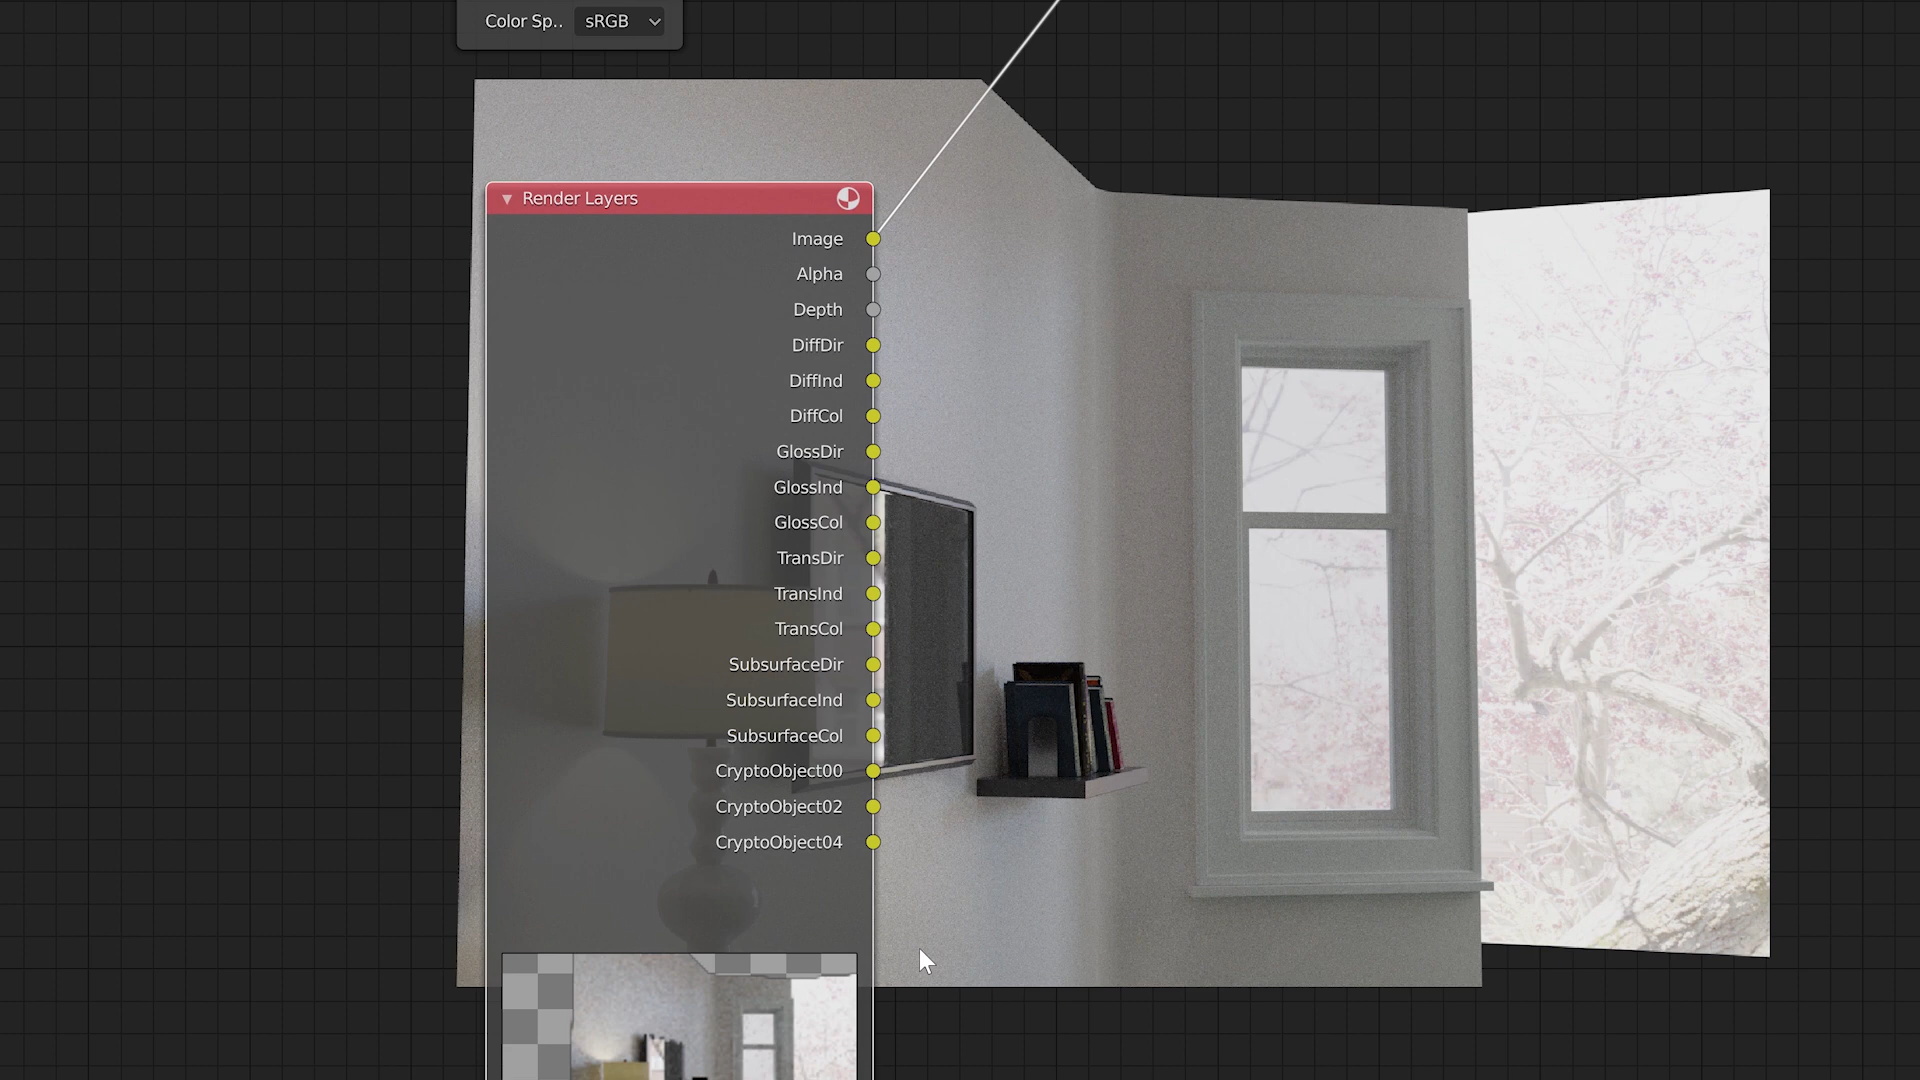 Color Sp..
sRGB
Render Layers
Image
Alpha
Depth
DiffDir
DiffInd
DiffCol
GlossDir
GlossInd
GlossCol
TransDir
TransInd
TransCol
SubsurfaceDir
SubsurfaceInd
SubsurfaceCol
CryptoObject00
CryptoObject02
CryptoObject04